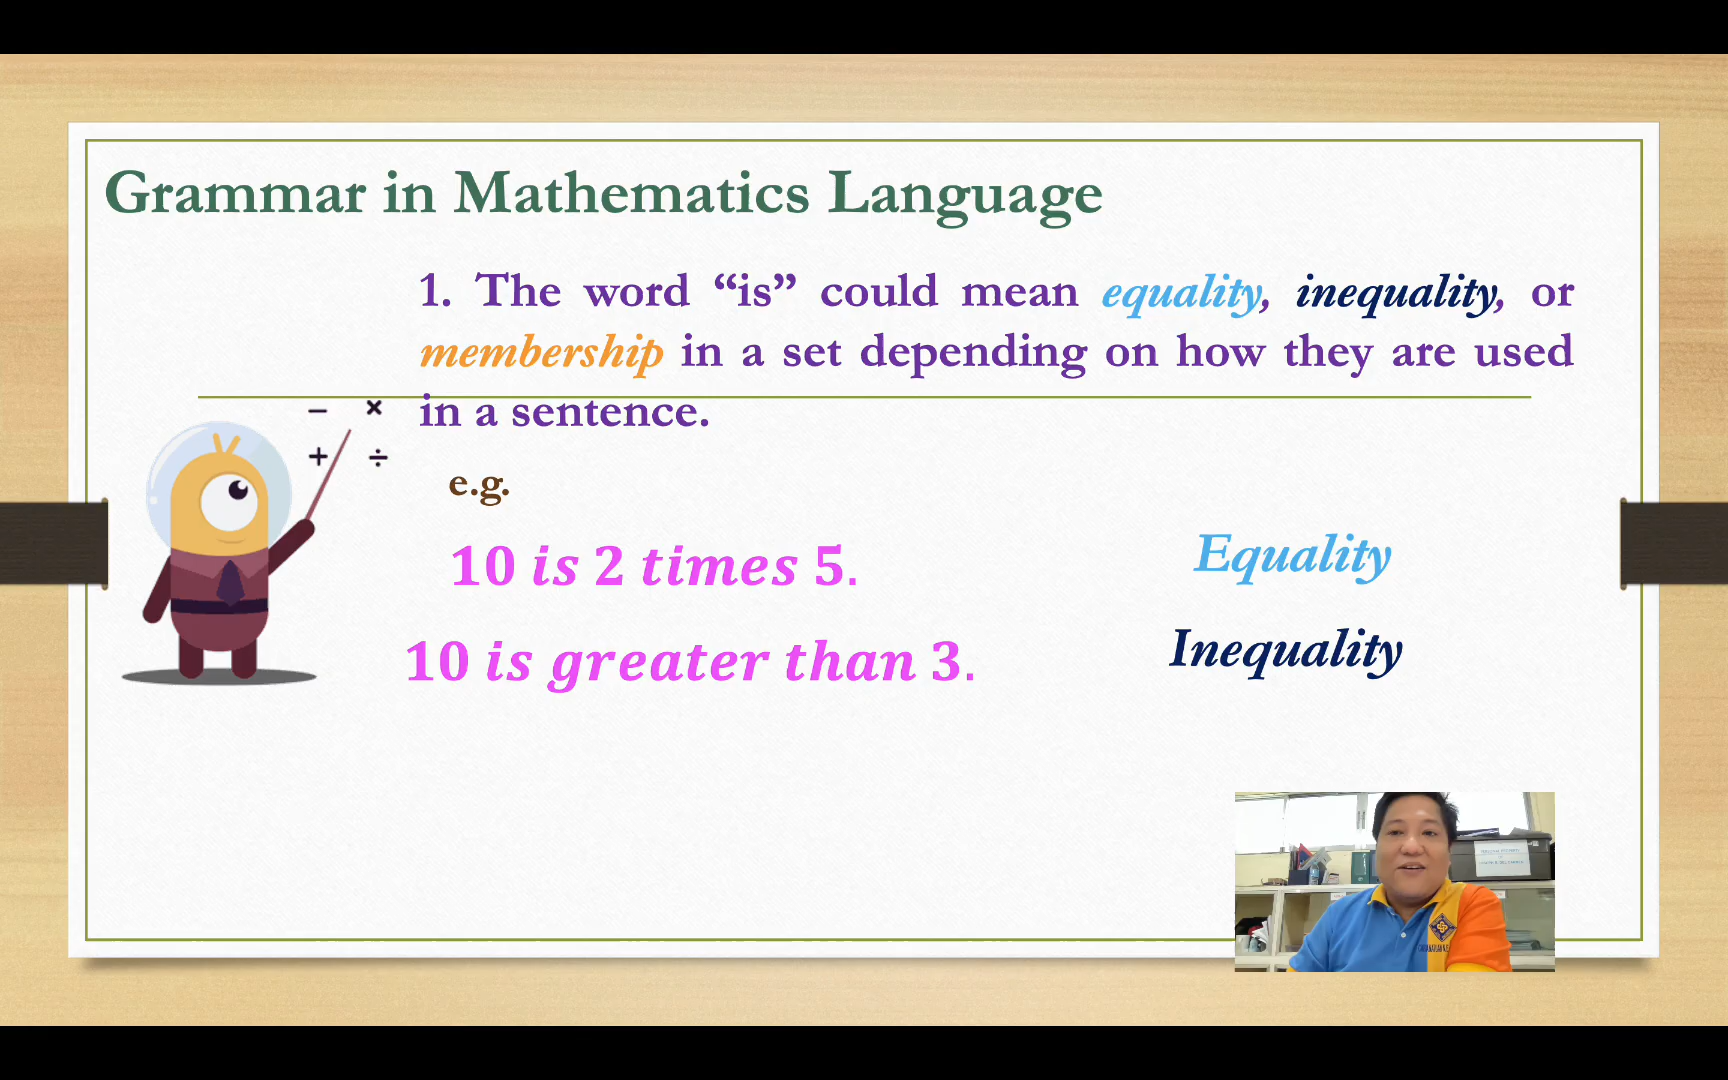 Grammar in Mathematics Language
1. The word “is” could mean equality, inequality, or
membership in a set depending on how they are used
in a sentence.
− ×
+ ÷
e.g.
10 is 2 times 5.
Equality
10 is greater than 3.
Inequality